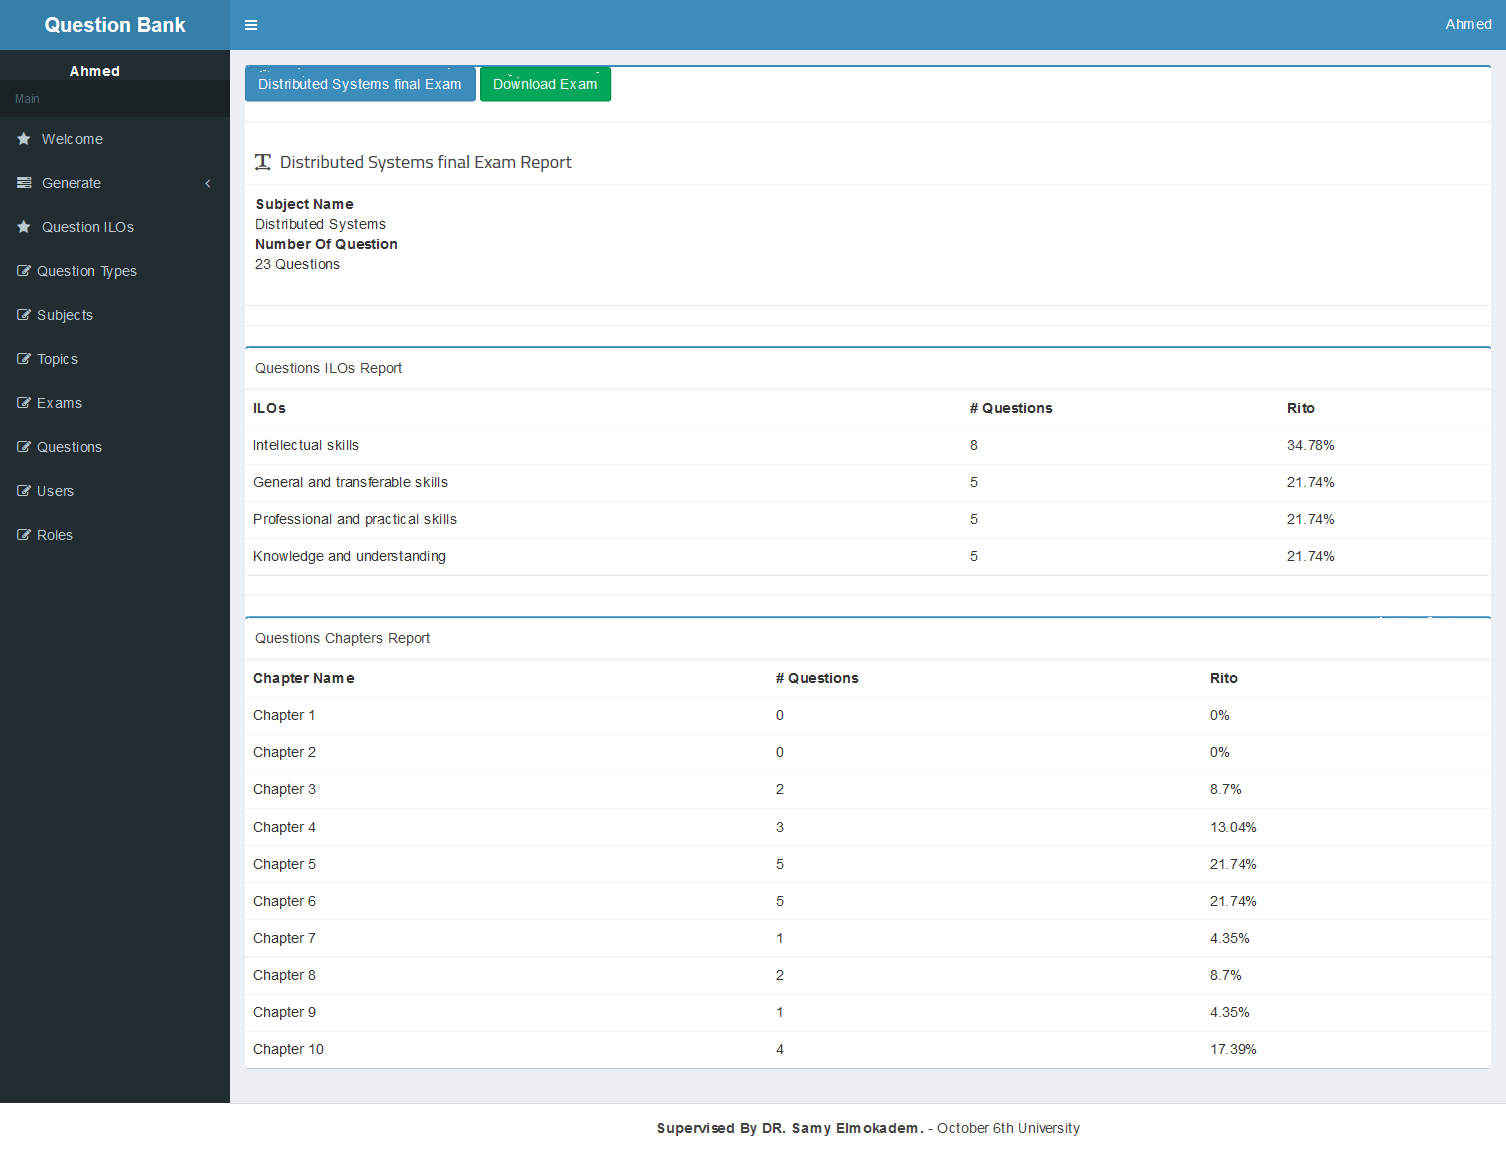 Question Bank
Ahmed
Ahmed
Main
Welcome
Generate
Question ILOs
Question Types
Subjects
Topics
Exams
Questions
Users
Roles
Distributed Systems final Exam Download Exam
Distributed Systems final Exam Report
Subject Name
Distributed Systems
Number Of Question
23 Questions
Questions ILOs Report
ILOs # Questions Rito
Intellectual skills 8 34.78%
General and transferable skills 5 21.74%
Professional and practical skills 5 21.74%
Knowledge and understanding 5 21.74%
Questions Chapters Report
Chapter Name # Questions Rito
Chapter 1 0 0%
Chapter 2 0 0%
Chapter 3 2 8.7%
Chapter 4 3 13.04%
Chapter 5 5 21.74%
Chapter 6 5 21.74%
Chapter 7 1 4.35%
Chapter 8 2 8.7%
Chapter 9 1 4.35%
Chapter 10 4 17.39%
Supervised By DR. Samy Elmokadem. - October 6th University